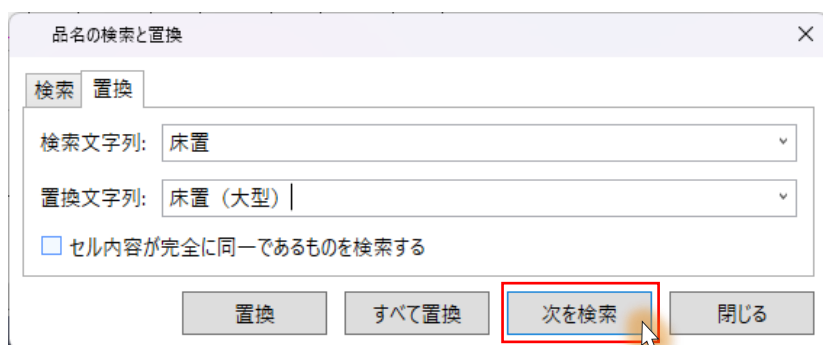 品名の検索と置換
検索 置換
検索文字列: 床置
置換文字列: 床置（大型）
セル内容が完全に同一であるものを検索する
置換 すべて置換 次を検索 閉じる